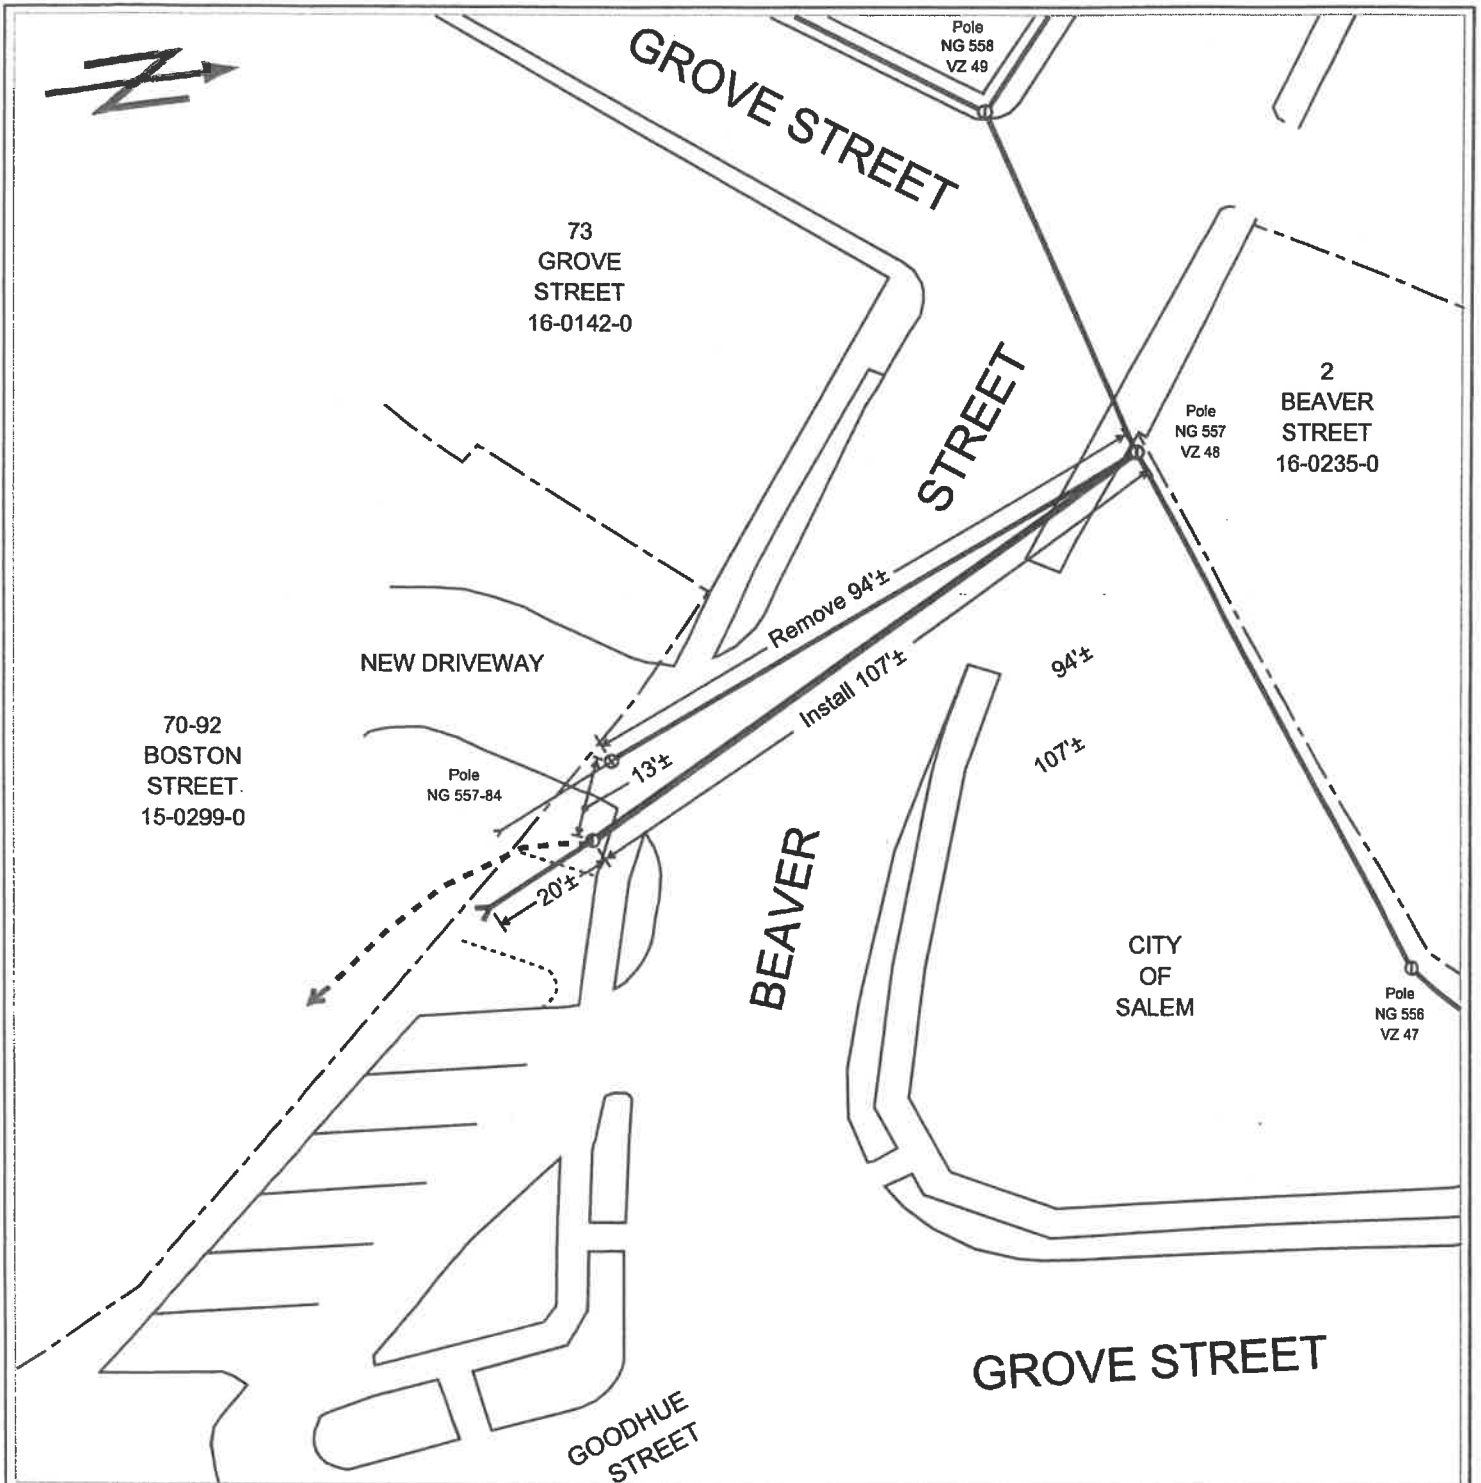 Pole
NG 558
VZ 49
GROVE STREET
73
GROVE
STREET
16-0142-0
2
BEAVER
STREET
16-0235-0
Pole
NG 557
VZ 48
STREET
Remove 94'±
Install 107'±
94'±
107'±
NEW DRIVEWAY
70-92
BOSTON
STREET
15-0299-0
Pole
NG 557-84
13'±
20'±
BEAVER
CITY
OF
SALEM
Pole
NG 556
VZ 47
GROVE STREET
GOODHUE
STREET